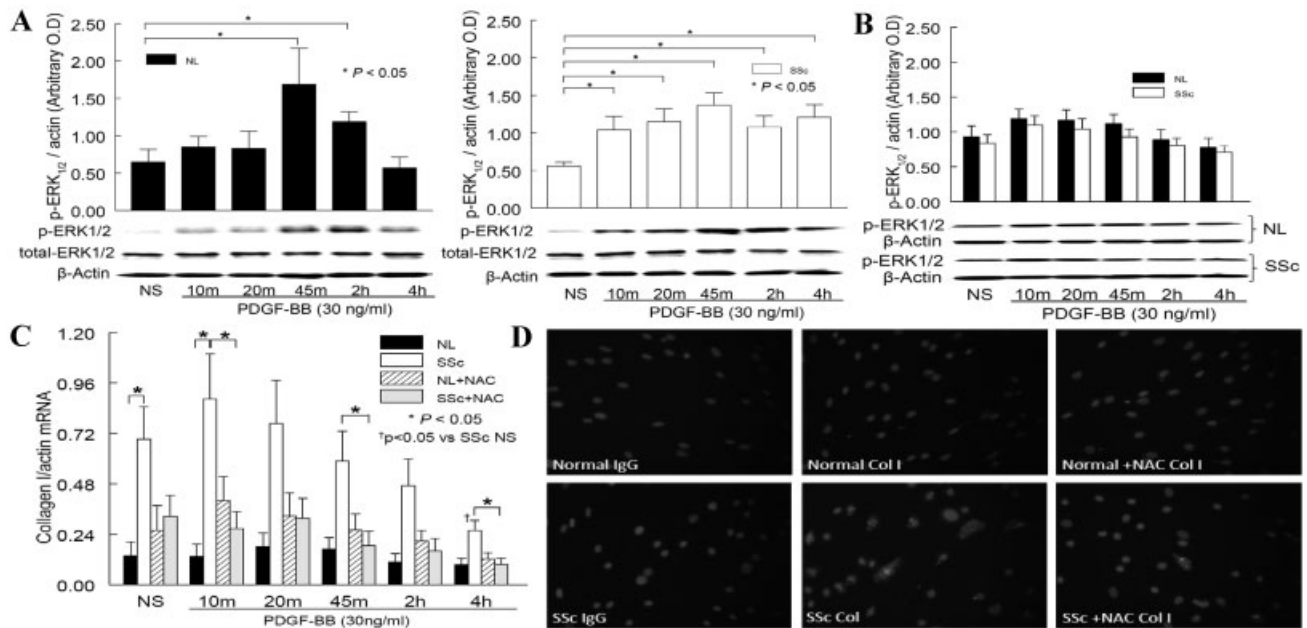 A
p-ERK1/2 / actin (Arbitrary O.D)
2.50
2.00
1.50
1.00
0.50
0.00
*
*
NL
* P < 0.05
p-ERK1/2
total-ERK1/2
β-Actin
NS 10m 20m 45m 2h 4h
PDGF-BB (30 ng/ml)
p-ERK1/2 / actin (Arbitrary O.D)
2.50
2.00
1.50
1.00
0.50
0.00
*
*
*
*
*
SSc
* P < 0.05
p-ERK1/2
total-ERK1/2
β-Actin
NS 10m 20m 45m 2h 4h
PDGF-BB (30 ng/ml)
B
p-ERK1/2 / actin (Arbitrary O.D)
2.50
2.00
1.50
1.00
0.50
0.00
NL
SSc
p-ERK1/2
β-Actin
NL
p-ERK1/2
β-Actin
SSc
NS 10m 20m 45m 2h 4h
PDGF-BB (30 ng/ml)
C
Collagen I/actin mRNA
1.20
0.96
0.72
0.48
0.24
0.00
*
* *
*
† *
NL
SSc
NL+NAC
SSc+NAC
* P < 0.05
†p<0.05 vs SSc NS
NS 10m 20m 45m 2h 4h
PDGF-BB (30ng/ml)
D
Normal IgG
Normal Col I
Normal +NAC Col I
SSc IgG
SSc Col
SSc +NAC Col I